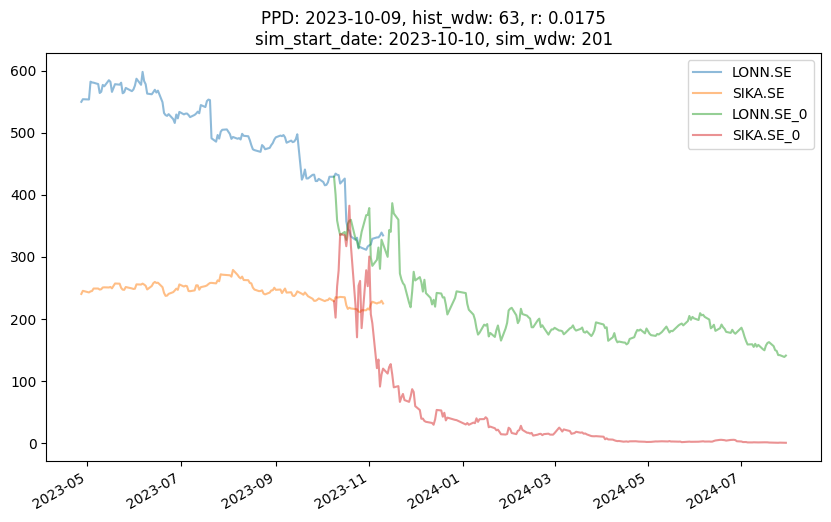 PPD: 2023-10-09, hist_wdw: 63, r: 0.0175
sim_start_date: 2023-10-10, sim_wdw: 201
LONN.SE
SIKA.SE
LONN.SE_0
SIKA.SE_0
600
500
400
300
200
100
0
2023-05
2023-07
2023-09
2023-11
2024-01
2024-03
2024-05
2024-07